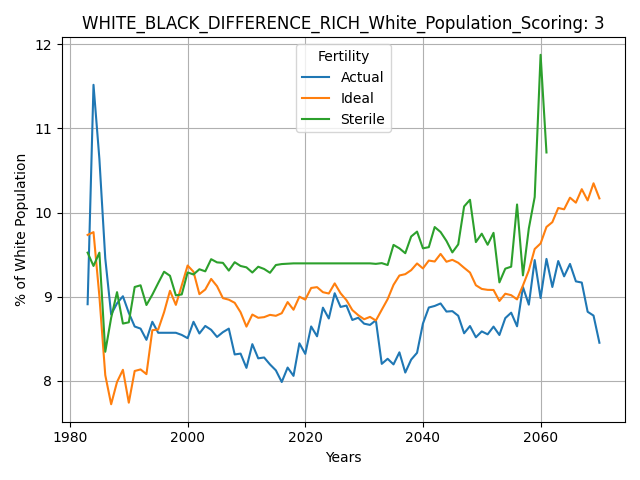 WHITE_BLACK_DIFFERENCE_RICH_White_Population_Scoring: 3
Fertility
Actual
Ideal
Sterile
% of White Population
12
11
10
9
8
1980
2000
2020
2040
2060
Years